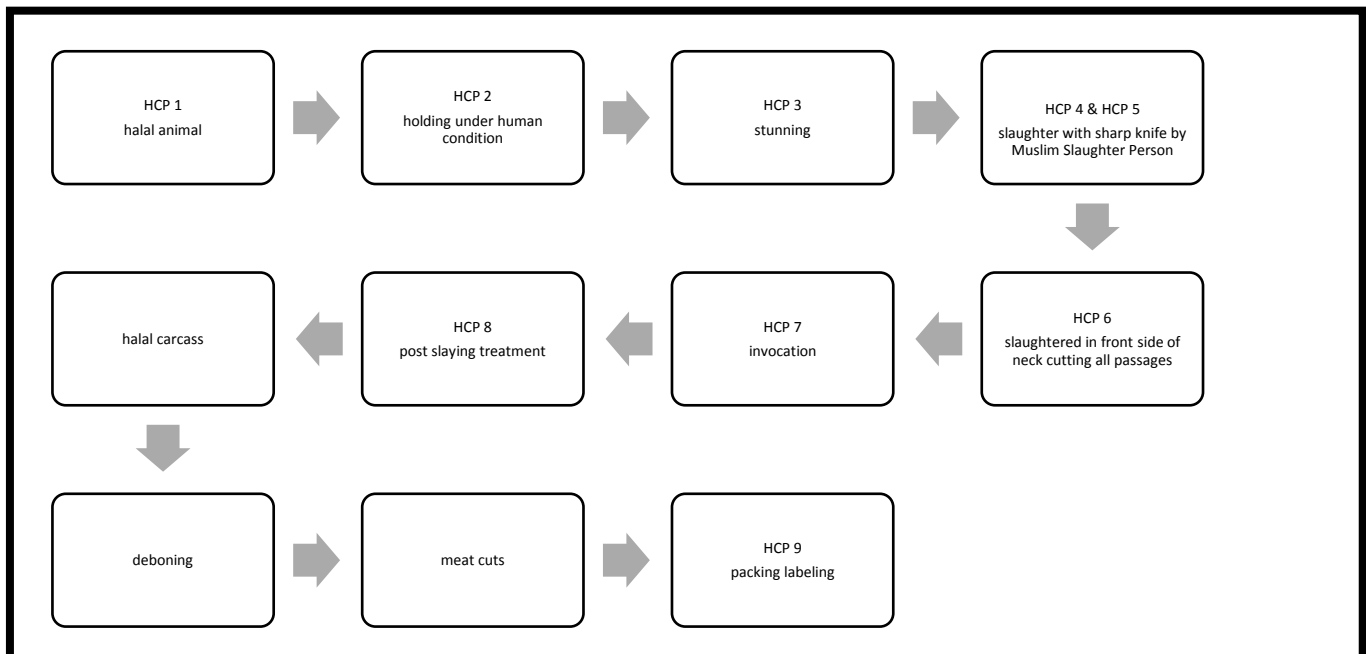 HCP 1
halal animal
HCP 2
holding under human
condition
HCP 3
stunning
HCP 4 & HCP 5
slaughter with sharp knife by
Muslim Slaughter Person
HCP 6
slaughtered in front side of
neck cutting all passages
HCP 7
invocation
HCP 8
post slaying treatment
halal carcass
deboning
meat cuts
HCP 9
packing labeling